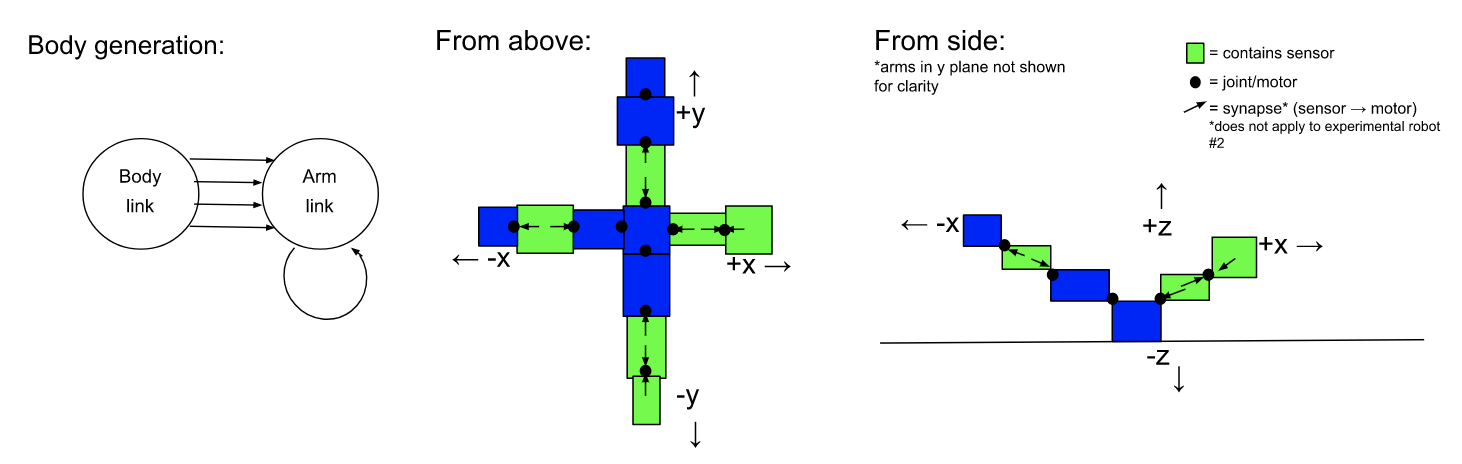 Body generation:
Body
link
Arm
link
From above:
↑
+y
← -x
+x →
-y
↓
From side:
*arms in y plane not shown
for clarity
= contains sensor
= joint/motor
= synapse* (sensor → motor)
*does not apply to experimental robot
#2
↑
+z
← -x
+x →
-z
↓